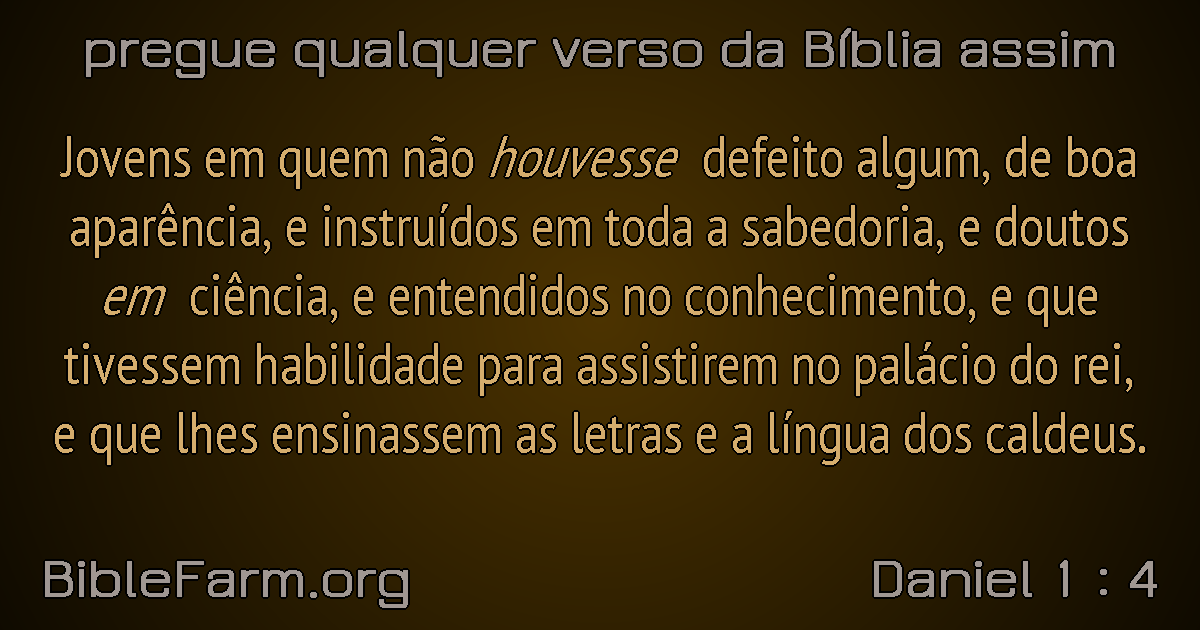 pregue qualquer verso da Bíblia assim
Jovens em quem não houvesse defeito algum, de boa
aparência, e instruídos em toda a sabedoria, e doutos
em ciência, e entendidos no conhecimento, e que
tivessem habilidade para assistirem no palácio do rei,
e que lhes ensinassem as letras e a língua dos caldeus.
BibleFarm.org
Daniel 1 : 4